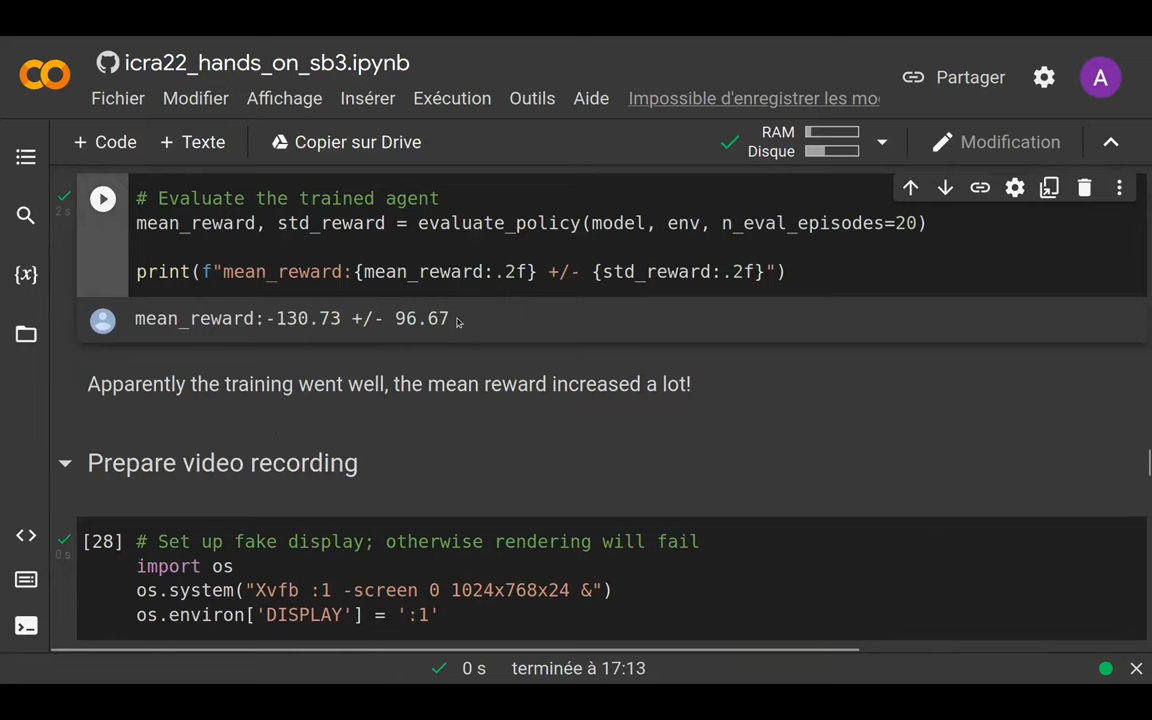 icra22_hands_on_sb3.ipynb
Partager
A
Fichier Modifier Affichage Insérer Exécution Outils Aide Impossible d'enregistrer les mo
+ Code + Texte Copier sur Drive
RAM
Disque
Modification
2s
# Evaluate the trained agent
mean_reward, std_reward = evaluate_policy(model, env, n_eval_episodes=20)
print(f"mean_reward:{mean_reward:.2f} +/- {std_reward:.2f}")
mean_reward:-130.73 +/- 96.67
Apparently the training went well, the mean reward increased a lot!
Prepare video recording
0 s
[28] # Set up fake display; otherwise rendering will fail
import os
os.system("Xvfb :1 -screen 0 1024x768x24 &")
os.environ['DISPLAY'] = ':1'
0 s terminée à 17:13